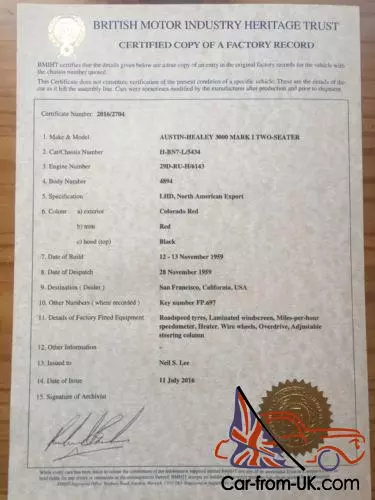 BRITISH MOTOR INDUSTRY HERITAGE TRUST
CERTIFIED COPY OF A FACTORY RECORD
BMIHT certifies that the details given below are a true copy of an entry in the original factory records for the vehicle with
the chassis number quoted.
This Certificate does not constitute verification of the present condition of a specific vehicle. These are the details of the
car as it left the assembly line. Cars were sometimes modified by the manufacturers after production and prior to shipment.
Certificate Number: 2016/2704
1. Make & Model AUSTIN-HEALEY 3000 MARK I TWO-SEATER
2. Car/Chassis Number H-BN7-L/5434
3. Engine Number 29D-RU-H/6143
4. Body Number 4894
5. Specification LHD, North American Export
6. Colour a) exterior Colorado Red
b) trim Red
c) hood (top) Black
7. Date of Build 12 - 13 November 1959
8. Date of Despatch 28 November 1959
9. Destination ( Dealer ) San Francisco, California, USA
10. Other Numbers ( where recorded ) Key number FP.697
11. Details of Factory Fitted Equipment Roadspeed tyres, Laminated windscreen, Miles-per-hour
speedometer, Heater, Wire wheels, Overdrive, Adjustable
steering column
12. Other Information -
13. Issued to Neil S. Lee
14. Date of Issue 11 July 2016
15. Signature of Archivist
Car-from-UK.com